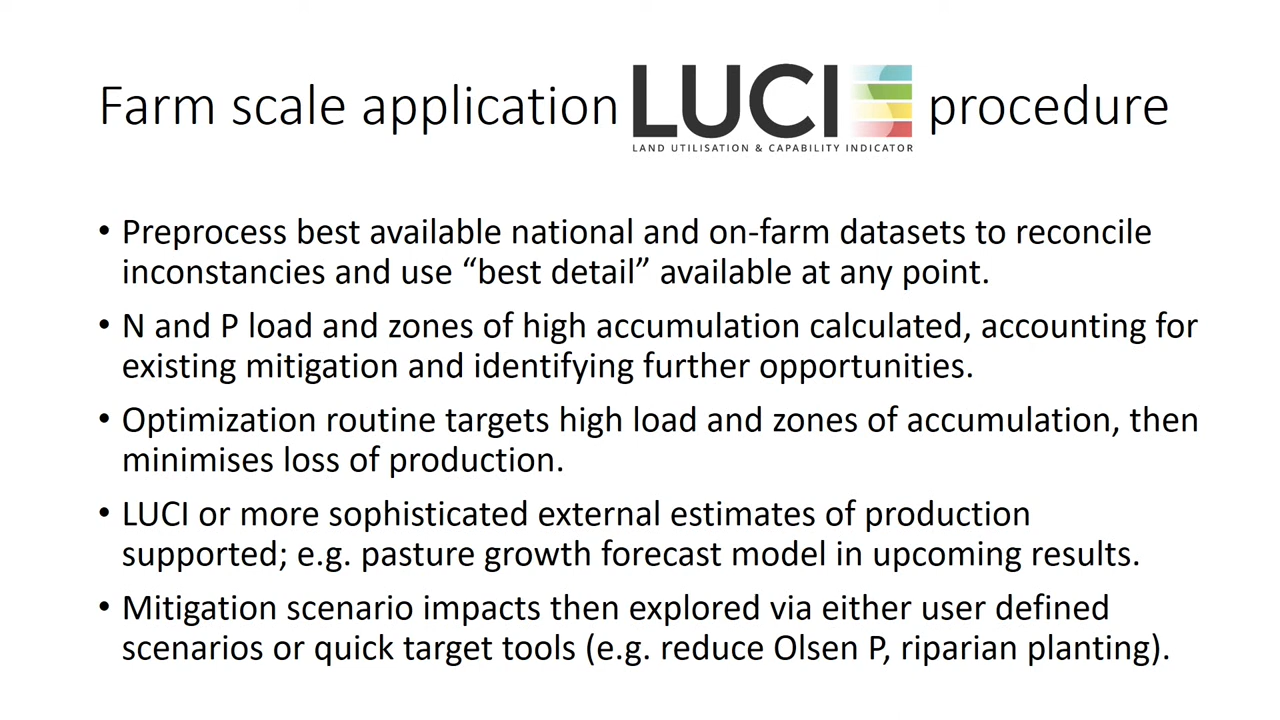 Farm scale application LUCI procedure
LAND UTILISATION & CAPABILITY INDICATOR
• Preprocess best available national and on-farm datasets to reconcile
inconstancies and use “best detail” available at any point.
• N and P load and zones of high accumulation calculated, accounting for
existing mitigation and identifying further opportunities.
• Optimization routine targets high load and zones of accumulation, then
minimises loss of production.
• LUCI or more sophisticated external estimates of production
supported; e.g. pasture growth forecast model in upcoming results.
• Mitigation scenario impacts then explored via either user defined
scenarios or quick target tools (e.g. reduce Olsen P, riparian planting).